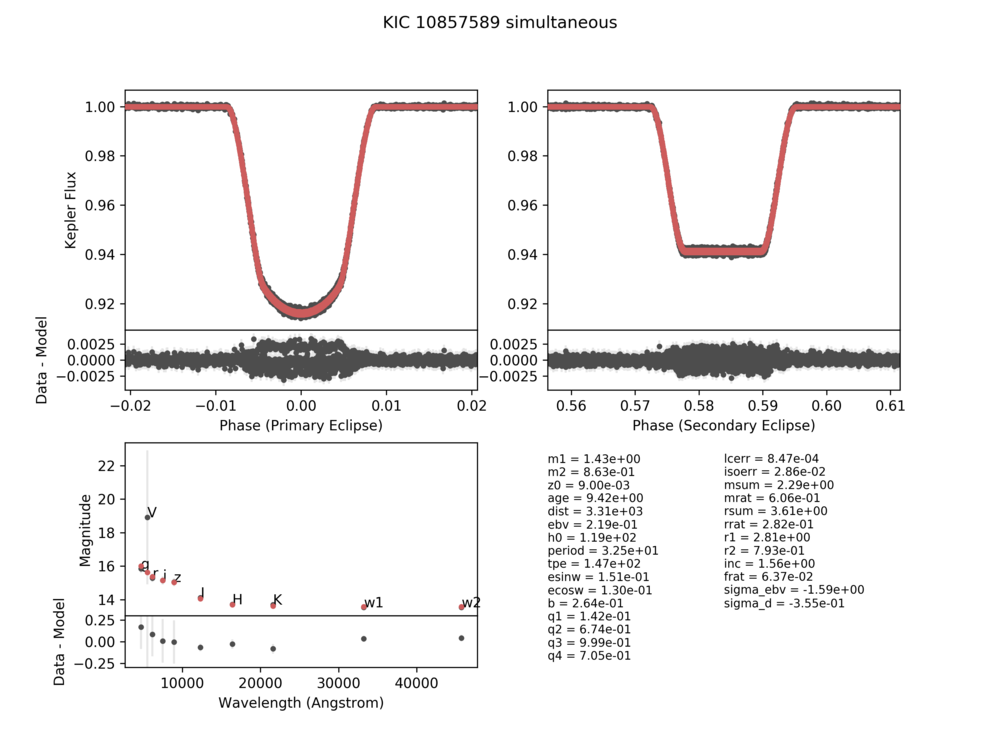 KIC 10857589 simultaneous
1.00
0.98
0.96
0.94
0.92
Kepler Flux
0.0025
0.0000
−0.0025
Data - Model
−0.02 −0.01 0.00 0.01 0.02
Phase (Primary Eclipse)
1.00
0.98
0.96
0.94
0.92
0.0025
0.0000
−0.0025
0.56 0.57 0.58 0.59 0.60 0.61
Phase (Secondary Eclipse)
22
20
18
16
14
Magnitude
V
g r i z J H K w1 w2
0.25
0.00
−0.25
Data - Model
10000 20000 30000 40000
Wavelength (Angstrom)
m1 = 1.43e+00
m2 = 8.63e-01
z0 = 9.00e-03
age = 9.42e+00
dist = 3.31e+03
ebv = 2.19e-01
h0 = 1.19e+02
period = 3.25e+01
tpe = 1.47e+02
esinw = 1.51e-01
ecosw = 1.30e-01
b = 2.64e-01
q1 = 1.42e-01
q2 = 6.74e-01
q3 = 9.99e-01
q4 = 7.05e-01
lcerr = 8.47e-04
isoerr = 2.86e-02
msum = 2.29e+00
mrat = 6.06e-01
rsum = 3.61e+00
rrat = 2.82e-01
r1 = 2.81e+00
r2 = 7.93e-01
inc = 1.56e+00
frat = 6.37e-02
sigma_ebv = -1.59e+00
sigma_d = -3.55e-01